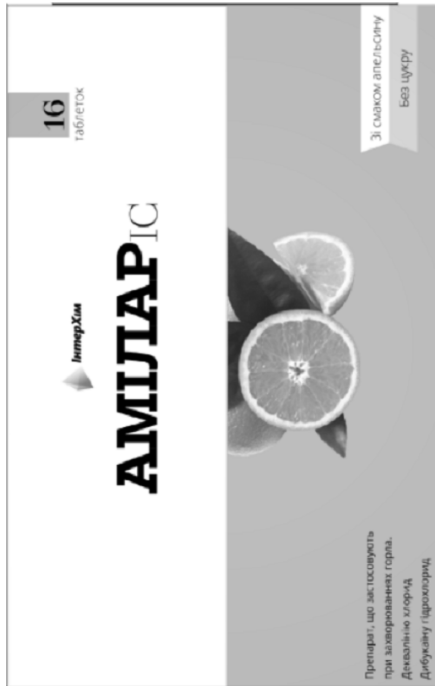 16
таблеток
ІнтерХім
АМІЛАР ІС
Зі смаком апельсину
Без цукру
Препарат, що застосовують
при захворюваннях горла.
Деквалінію хлорид
Дибукаїну гідрохлорид